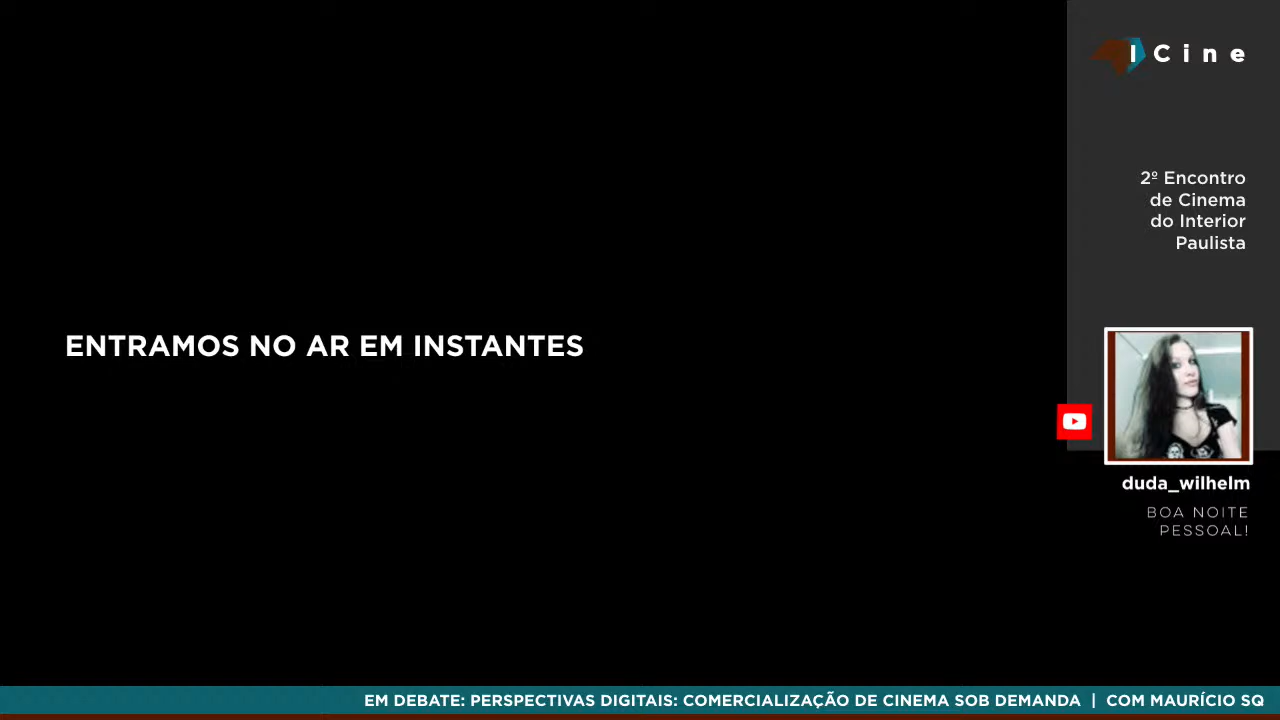 I Cine
2º Encontro
de Cinema
do Interior
Paulista
ENTRAMOS NO AR EM INSTANTES
duda_wilhelm
BOA NOITE
PESSOAL!
EM DEBATE: PERSPECTIVAS DIGITAIS: COMERCIALIZAÇÃO DE CINEMA SOB DEMANDA | COM MAURÍCIO SQ